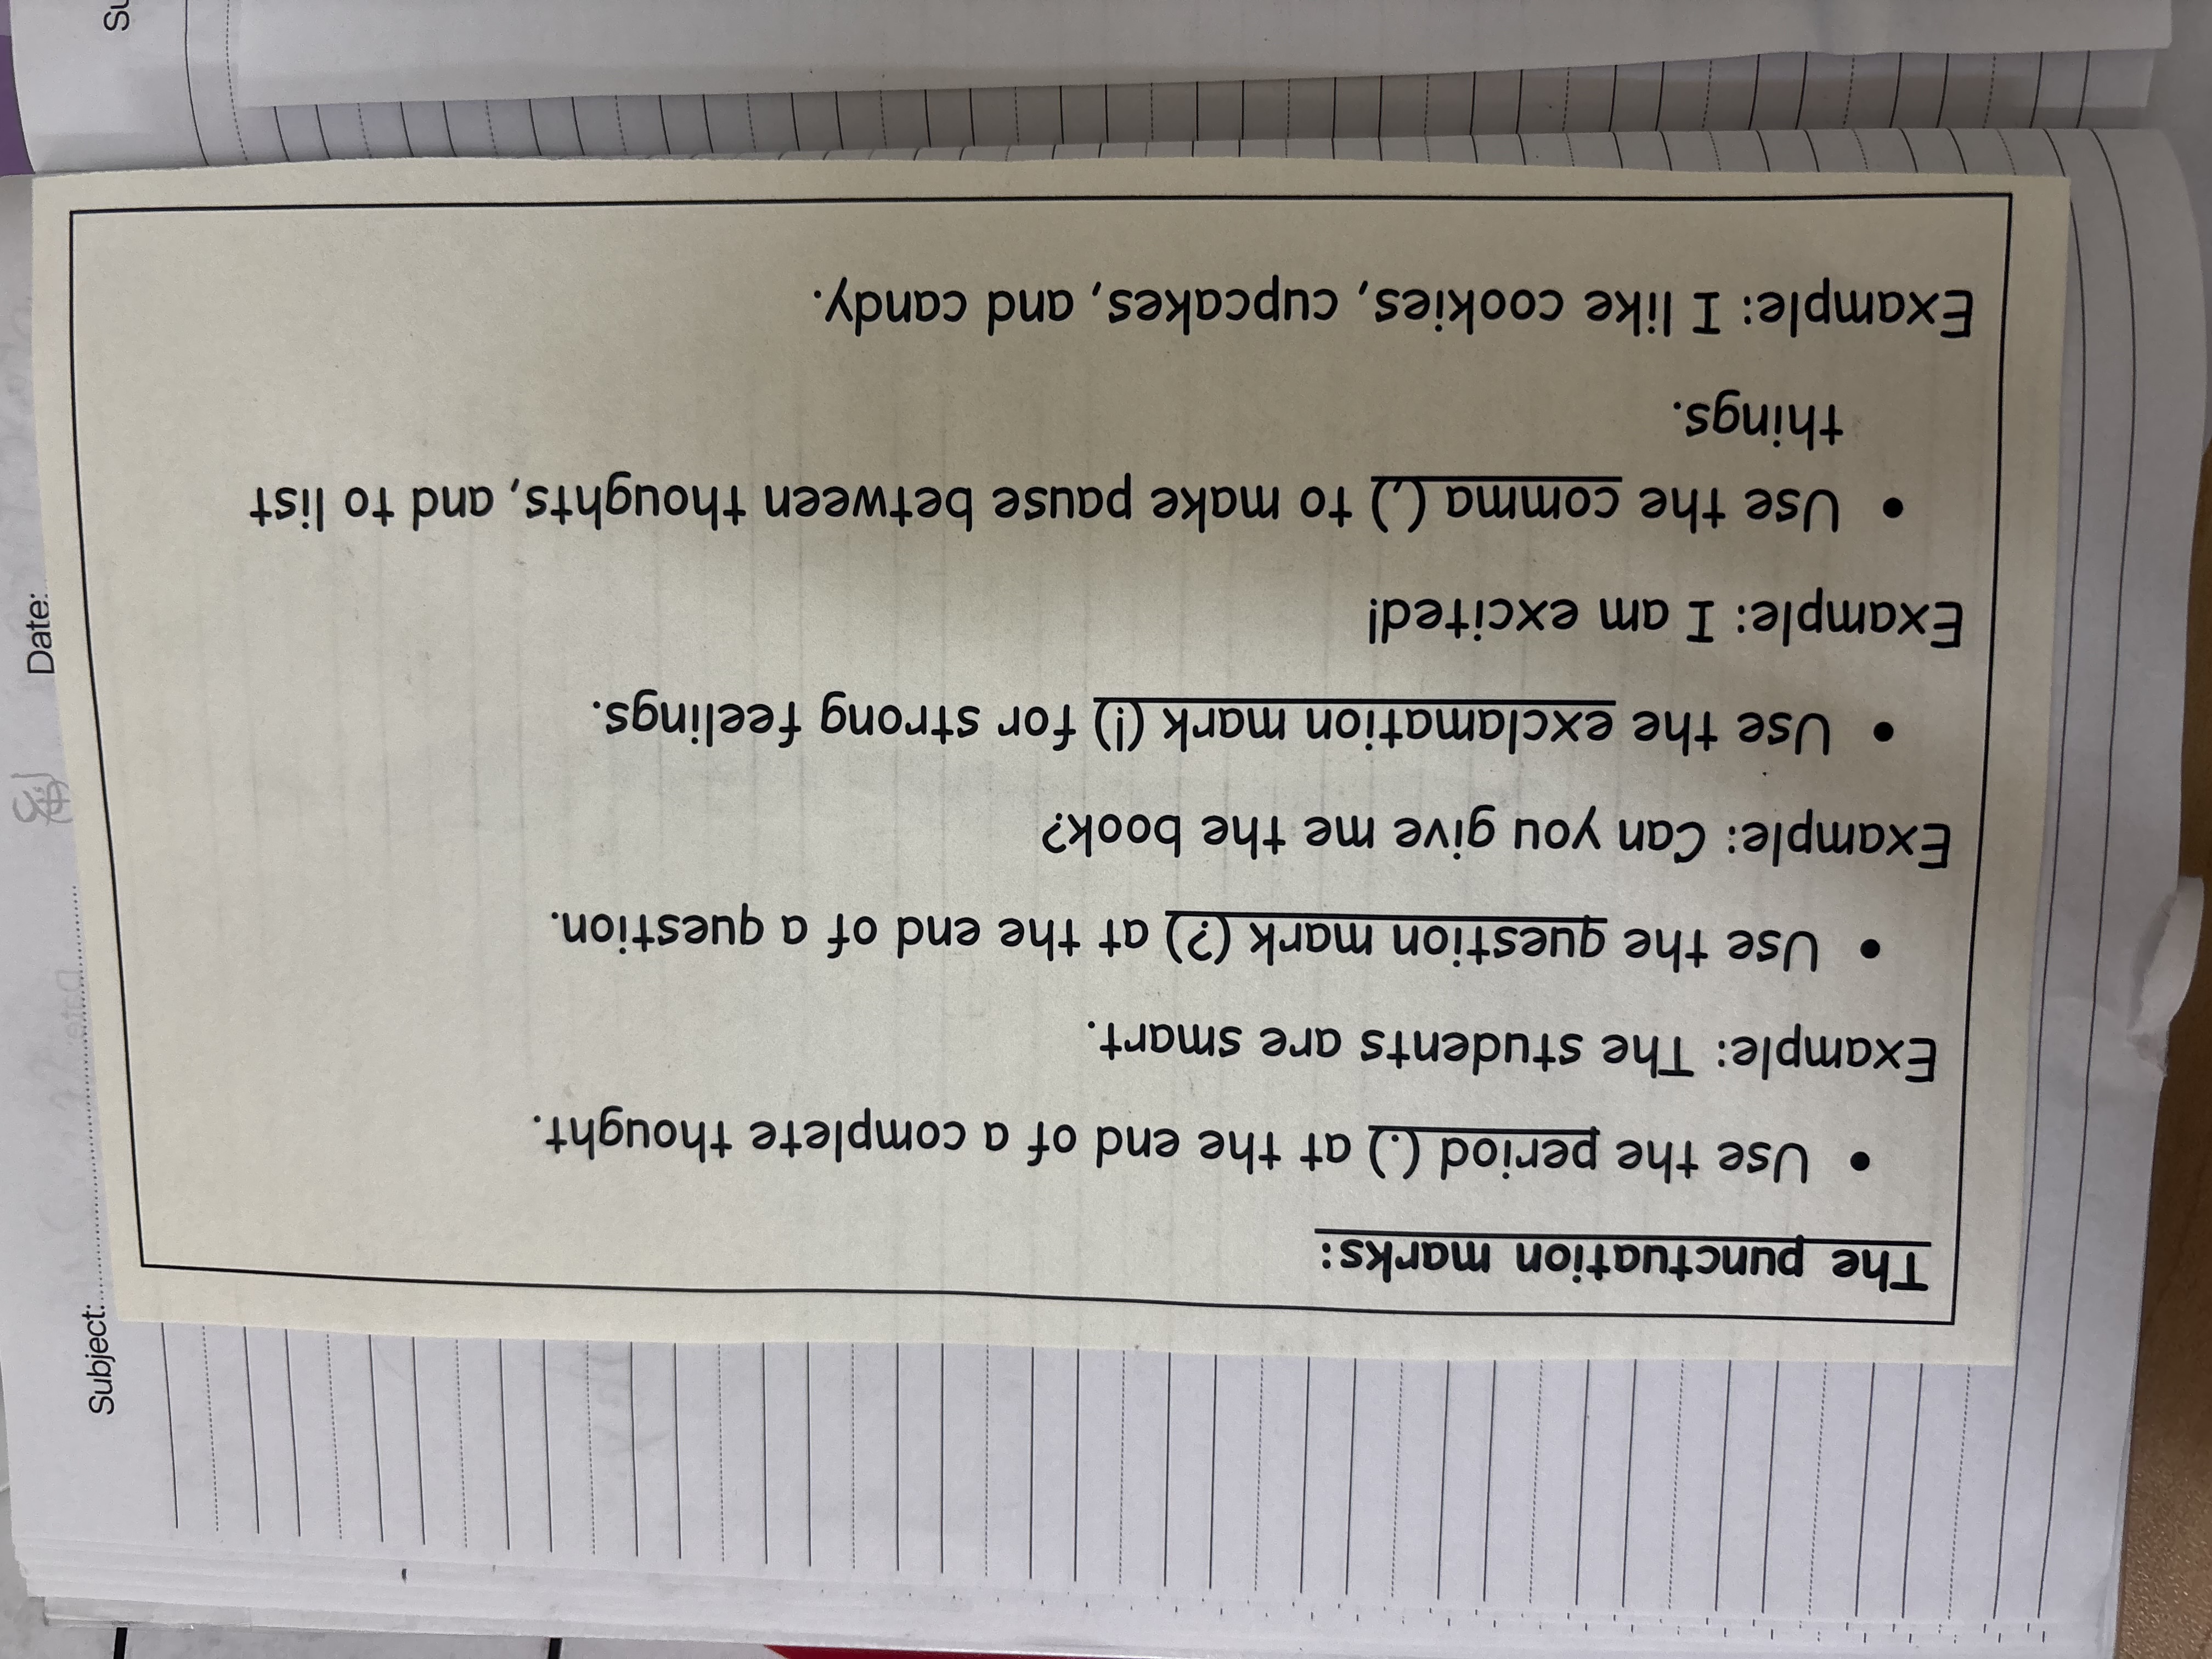 The punctuation marks:
• Use the period (.) at the end of a complete thought.
Example: The students are smart.
• Use the question mark (?) at the end of a question.
Example: Can you give me the book?
• Use the exclamation mark (!) for strong feelings.
Example: I am excited!
• Use the comma (,) to make pause between thoughts, and to list
things.
Example: I like cookies, cupcakes, and candy.
Subject:
Date: